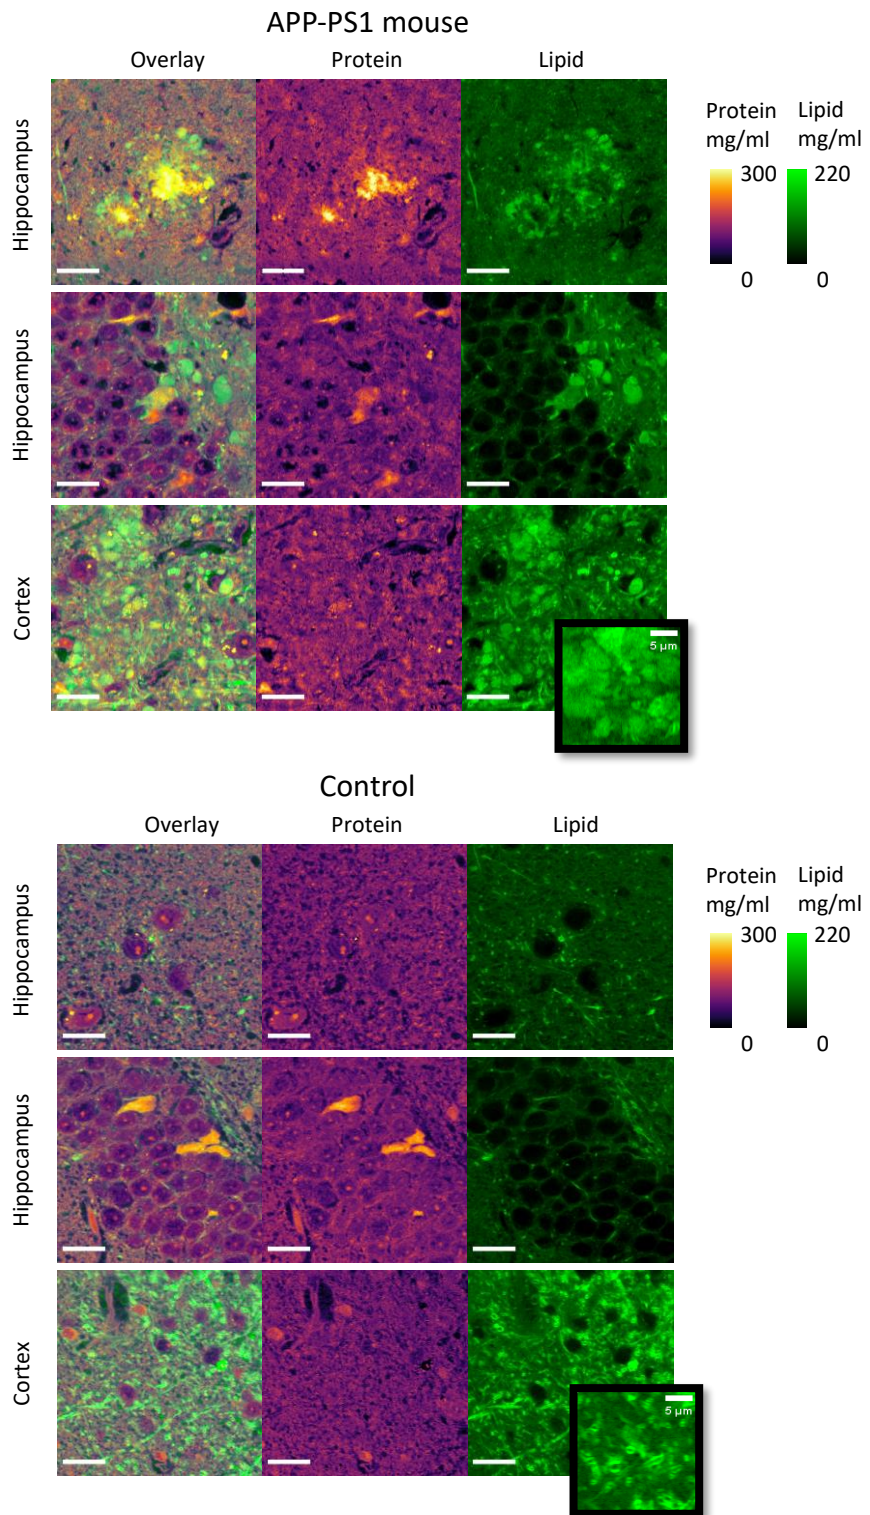 APP-PS1 mouse
Overlay Protein Lipid
Hippocampus
Hippocampus
Cortex
Protein mg/ml
Lipid mg/ml
300 220
0 0
5 µm
Control
Overlay Protein Lipid
Hippocampus
Hippocampus
Cortex
Protein mg/ml
Lipid mg/ml
300 220
0 0
5 µm